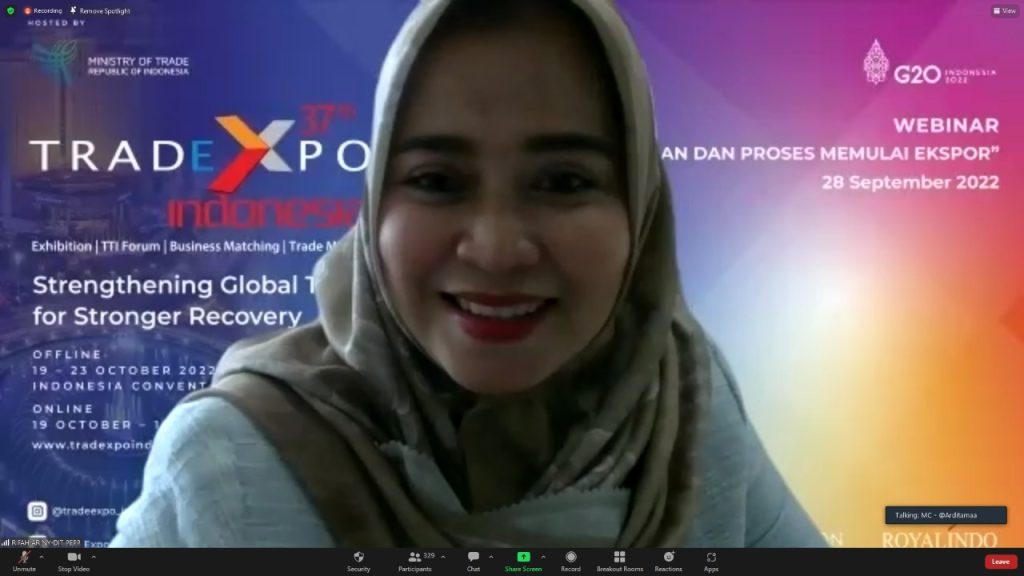 Recording
Remove Spotlight
View
HOSTED BY
MINISTRY OF TRADE
REPUBLIC OF INDONESIA
G20 INDONESIA
2022
37th
TRADEXPO
indonesia
WEBINAR
AN DAN PROSES MEMULAI EKSPOR”
28 September 2022
Exhibition | TTI Forum | Business Matching | Trade M
Strengthening Global T
for Stronger Recovery
OFFLINE
19 – 23 OCTOBER 2022
INDONESIA CONVENT
ONLINE
19 OCTOBER – 1
www.tradexpoind
@tradeexpo_i
Expo
Talking: MC - @Arditamaa
ON
ROYALINDO
Unmute
Stop Video
Security
Participants
329
Chat
Share Screen
Record
Breakout Rooms
Reactions
Apps
Leave